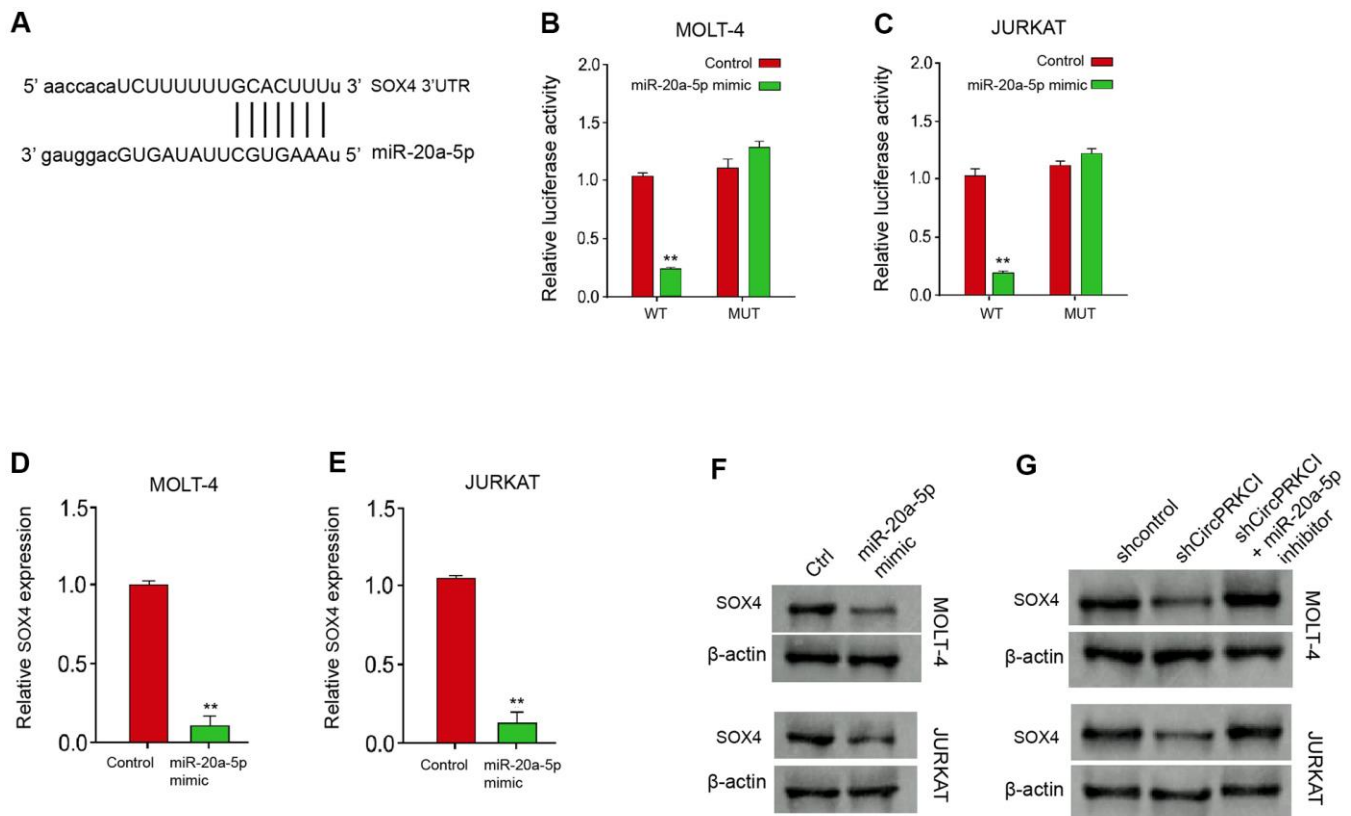 A
5’ aaccacaUCUUUUUUUGCACUUUu 3’ SOX4 3’UTR
3’ gauggacGUGAUAUUCGUGAAAu 5’ miR-20a-5p
B
MOLT-4
Control
miR-20a-5p mimic
Relative luciferase activity
2.0
1.5
1.0
0.5
0.0
**
WT
MUT
C
JURKAT
Control
miR-20a-5p mimic
Relative luciferase activity
2.0
1.5
1.0
0.5
0.0
**
WT
MUT
D
MOLT-4
Relative SOX4 expression
1.5
1.0
0.5
0.0
**
Control
miR-20a-5p
mimic
E
JURKAT
Relative SOX4 expression
1.5
1.0
0.5
0.0
**
Control
miR-20a-5p
mimic
F
Ctrl
miR-20a-5p
mimic
SOX4
β-actin
MOLT-4
SOX4
β-actin
JURKAT
G
shcontrol
shCircPRKCI
shCircPRKCI
+ miR-20a-5p
inhibitor
SOX4
β-actin
MOLT-4
SOX4
β-actin
JURKAT